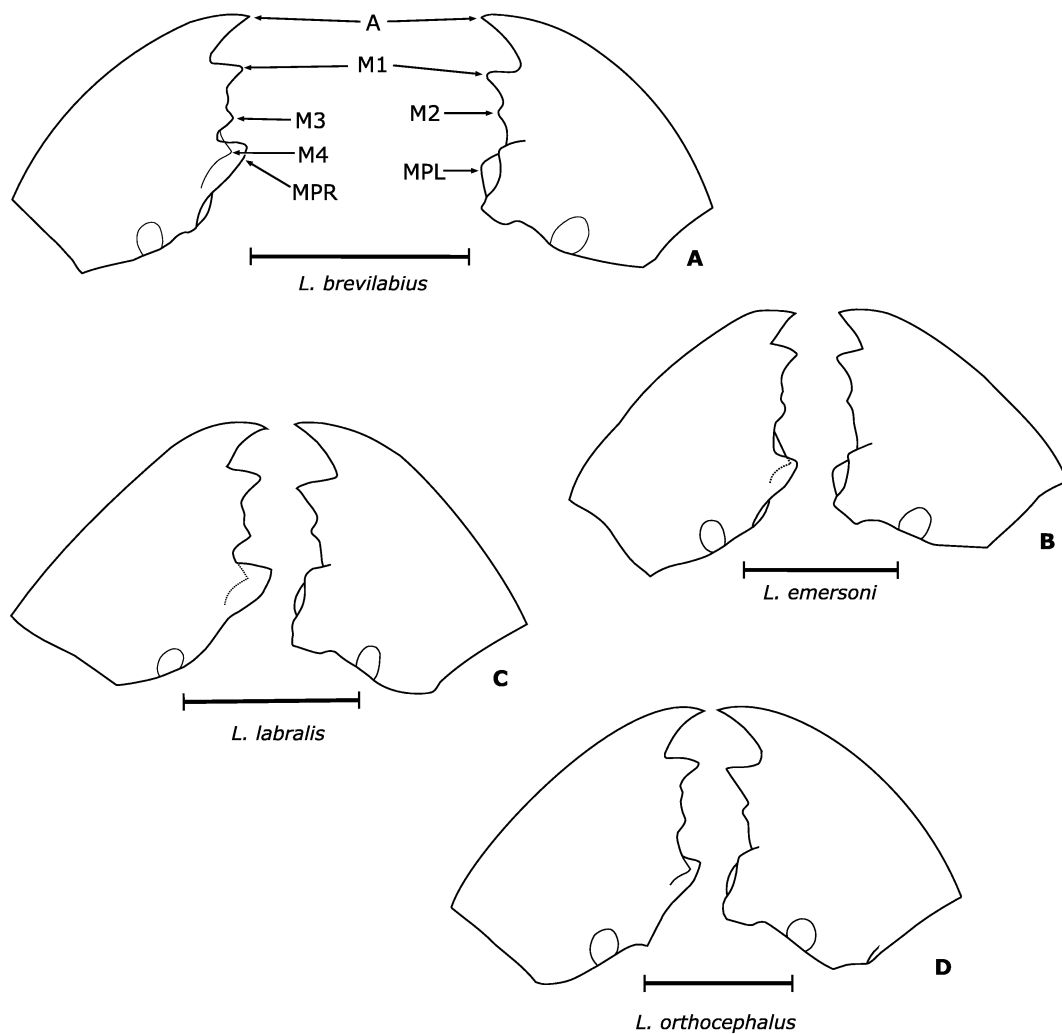 A
M1
M3
M2
M4
MPL
MPR
A
L. brevilabius
B
L. emersoni
C
L. labralis
D
L. orthocephalus